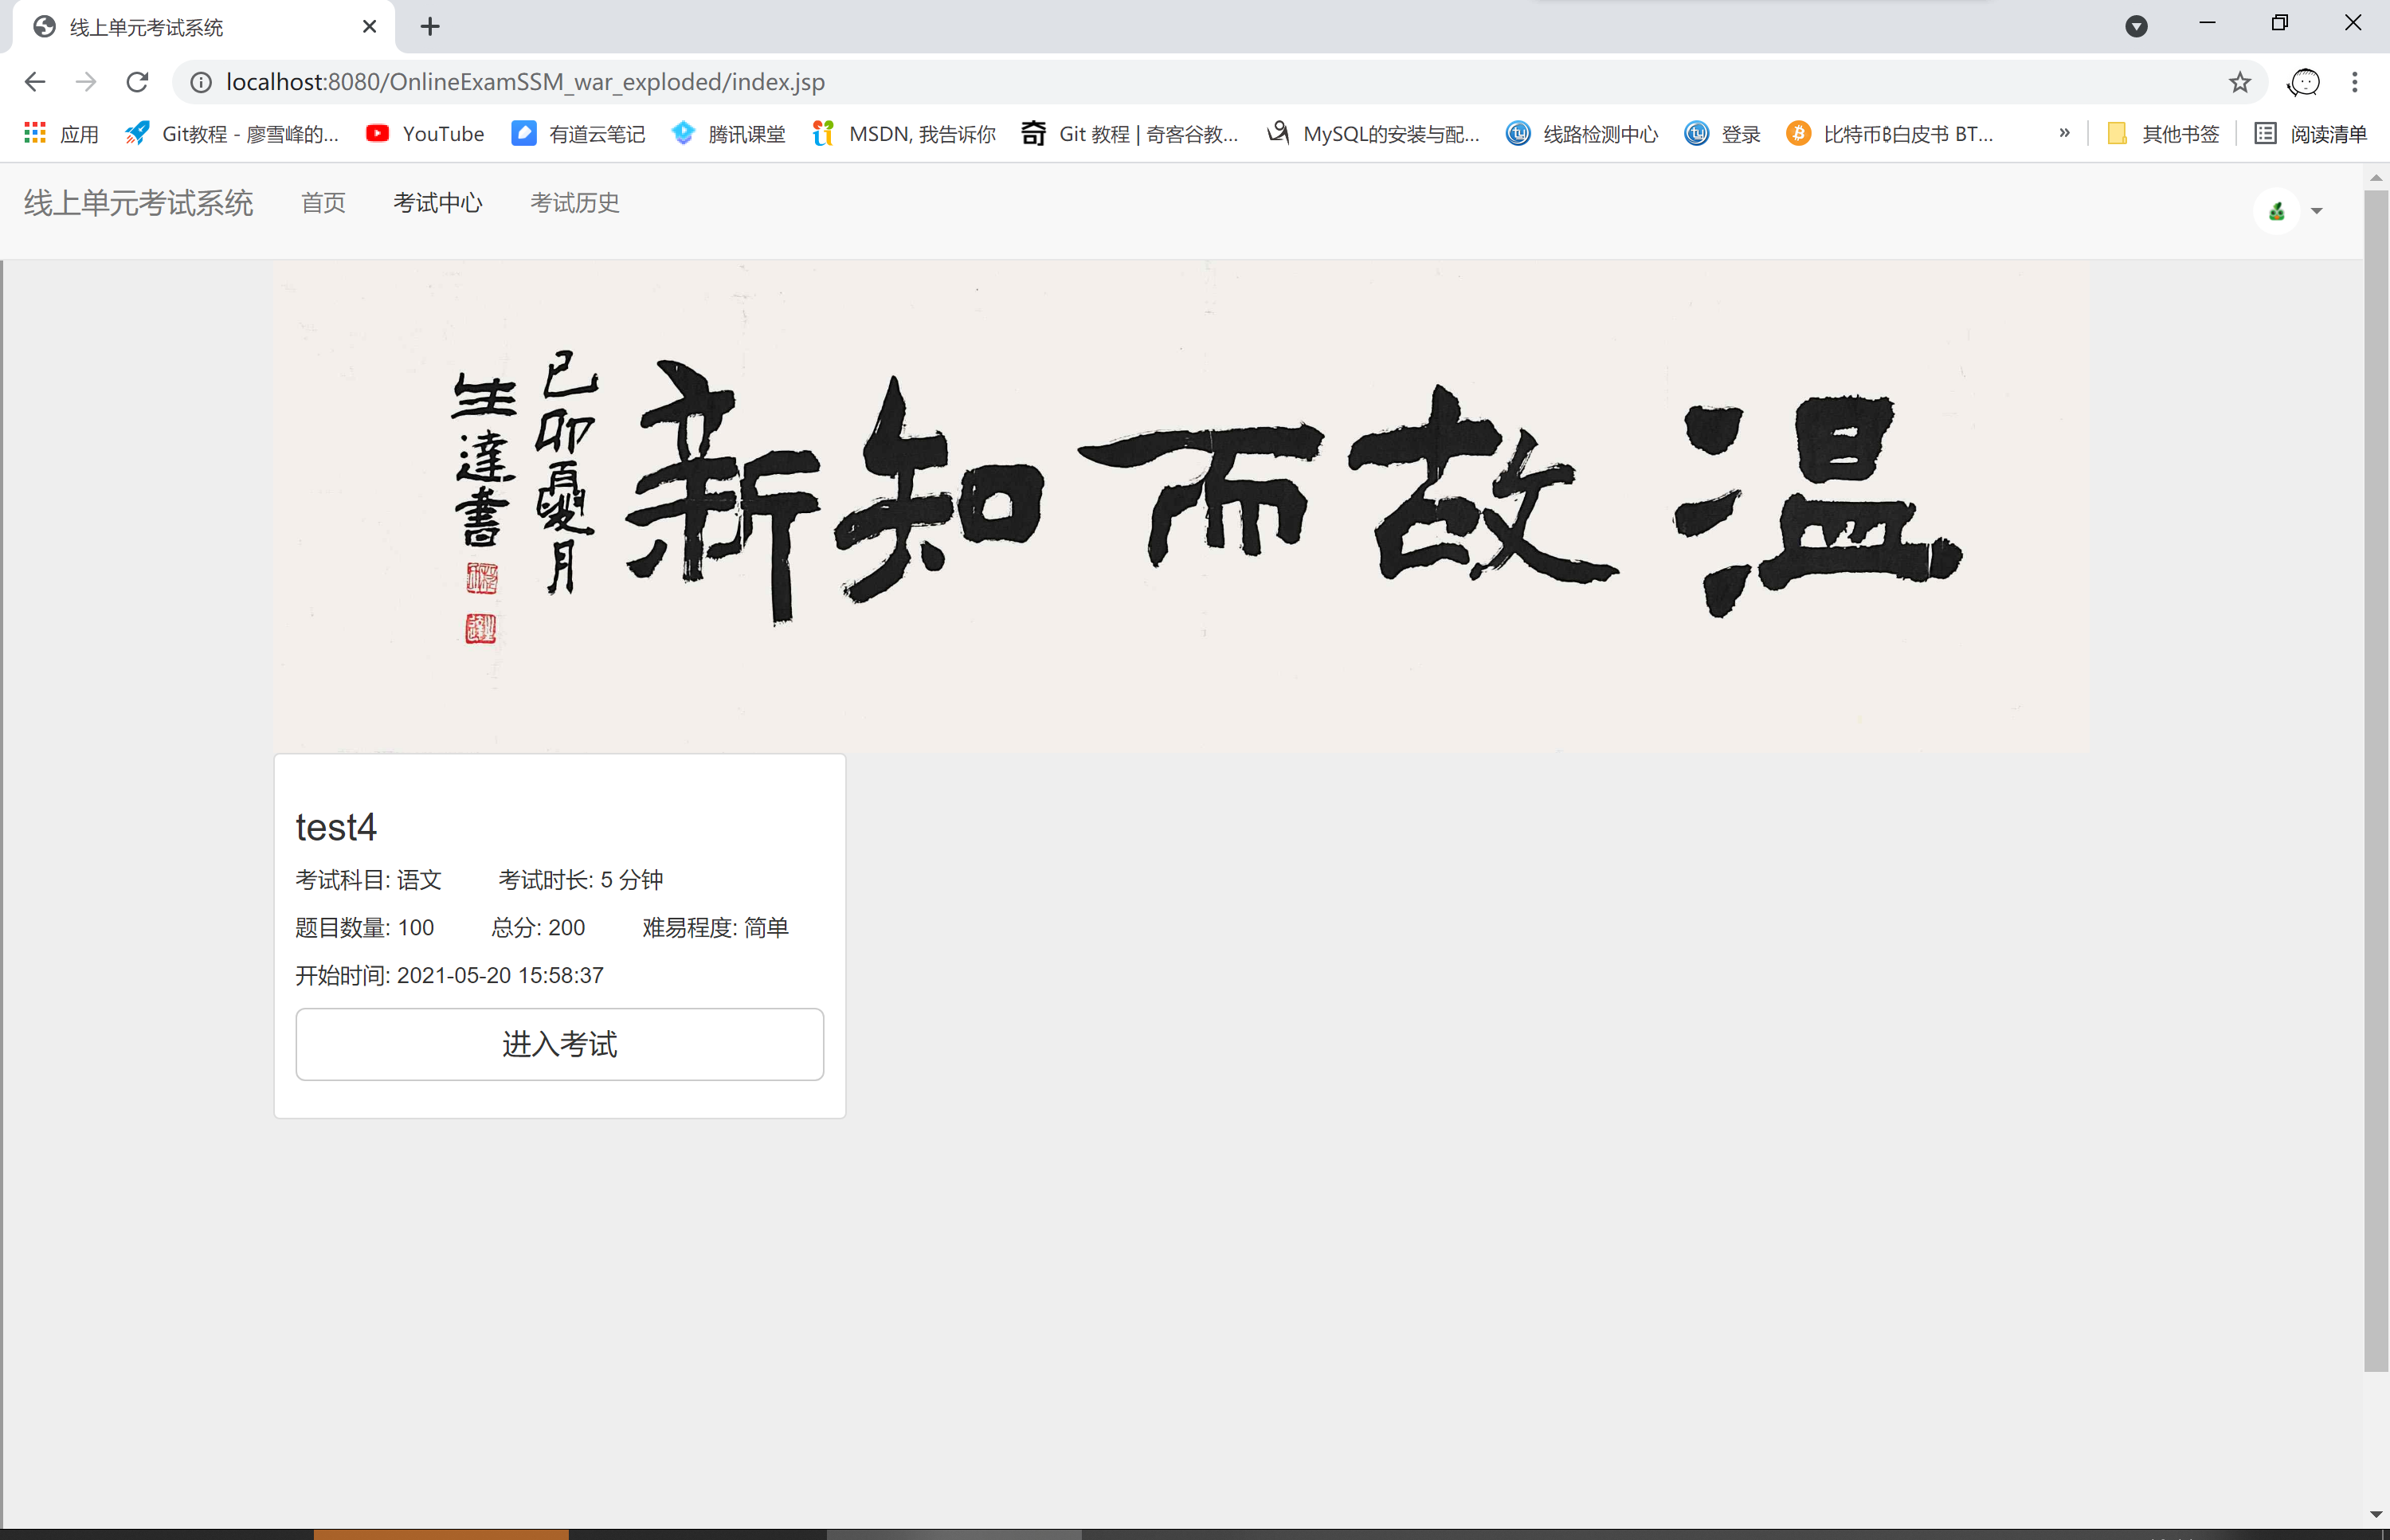 线上单元考试系统
localhost:8080/OnlineExamSSM_war_exploded/index.jsp
应用 Git教程 - 廖雪峰的... YouTube 有道云笔记 腾讯课堂 MSDN, 我告诉你 Git 教程 | 奇客谷教... MySQL的安装与配... 线路检测中心 登录 比特币₿白皮书 BT... » 其他书签 阅读清单
线上单元考试系统 首页 考试中心 考试历史
温故而知新
己卯夏月
生達書
test4
考试科目: 语文 考试时长: 5 分钟
题目数量: 100 总分: 200 难易程度: 简单
开始时间: 2021-05-20 15:58:37
进入考试